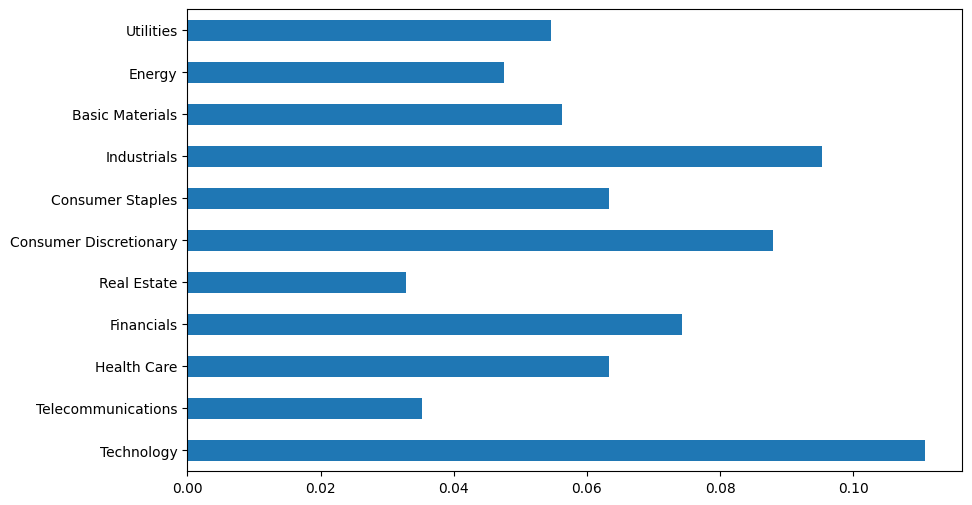 Utilities
Energy
Basic Materials
Industrials
Consumer Staples
Consumer Discretionary
Real Estate
Financials
Health Care
Telecommunications
Technology
0.00 0.02 0.04 0.06 0.08 0.10